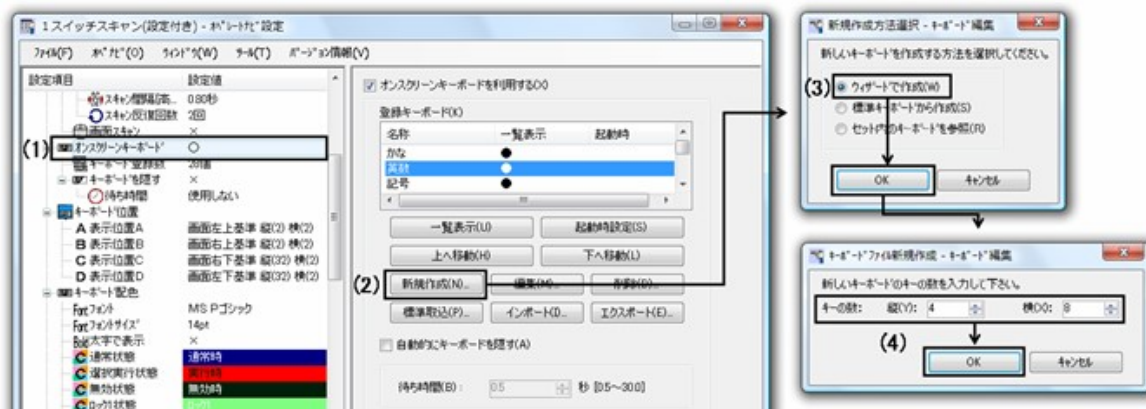 1スイッチスキャン(設定付き) - ｵﾍﾟﾚｰﾄﾅﾋﾞ設定
ﾌｧｲﾙ(F) ｵﾍﾟﾅﾋﾞ(O) ｳｨﾝﾄﾞｳ(W) ﾂｰﾙ(T) ﾊﾞｰｼﾞｮﾝ情報(V)
設定項目 設定値
ｽｷｬﾝ間隔(高... 0.80秒
ｽｷｬﾝ反復回数 2回
画面ｽｷｬﾝ ×
(1) ｵﾝｽｸﾘｰﾝｷｰﾎﾞｰﾄﾞ ○
ｷｰﾎﾞｰﾄﾞ登録数
ｷｰﾎﾞｰﾄﾞを隠す ×
待ち時間 使用しない
ｷｰﾎﾞｰﾄﾞ位置
A 表示位置A 画面左上基準 縦(2) 横(2)
B 表示位置B 画面右上基準 縦(2) 横(2)
C 表示位置C 画面右下基準 縦(32) 横(2)
D 表示位置D 画面左下基準 縦(32) 横(2)
ｷｰﾎﾞｰﾄﾞ配色
Font ﾌｫﾝﾄ MS Pゴシック
Font ﾌｫﾝﾄｻｲｽﾞ 14pt
Bold 太字で表示 ×
通常状態 通常時
選択実行状態 実行時
無効状態 無効時
ﾛｯｸ状態 ﾛｯｸ
オンスクリーンキーボードを利用する(X)
登録キーボード(K)
名称 一覧表示 起動時
かな ●
英数 ●
記号 ●
一覧表示(U) 起動時設定(S)
上へ移動(H) 下へ移動(L)
(2) 新規作成(N)... 編集(M)... 削除(D)...
標準取込(P)... インポート(I)... エクスポート(E)...
自動的にキーボードを隠す(A)
待ち時間(B) : 0.5 秒 [0.5～30.0]
新規作成方法選択 - ｷｰﾎﾞｰﾄﾞ編集
新しいｷｰﾎﾞｰﾄﾞを作成する方法を選択してください。
(3) ウィザードで作成(W)
標準キーボードから作成(S)
セット内のキーボードを参照(R)
OK ｷｬﾝｾﾙ
ｷｰﾎﾞｰﾄﾞﾌｧｲﾙ新規作成 - ｷｰﾎﾞｰﾄﾞ編集
新しいｷｰﾎﾞｰﾄﾞのキーの数を入力して下さい。
キーの数: 縦(Y): 4 横(X): 8
(4)
OK ｷｬﾝｾﾙ